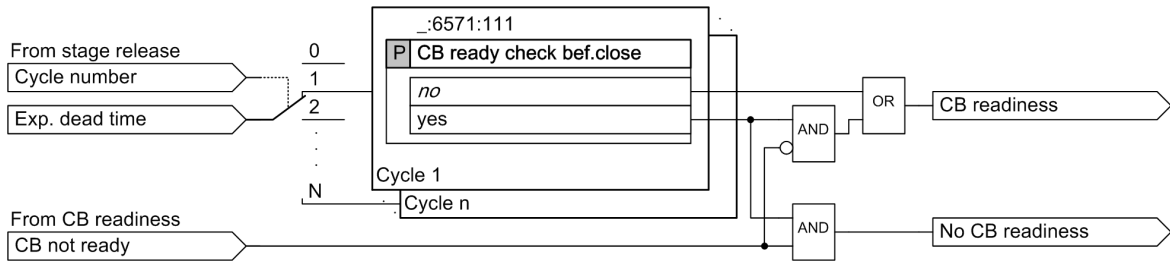 _:6571:111
From stage release
0
P CB ready check bef.close
Cycle number
1
no
OR
CB readiness
Exp. dead time
2
yes
AND
Cycle 1
N
Cycle n
From CB readiness
CB not ready
AND
No CB readiness